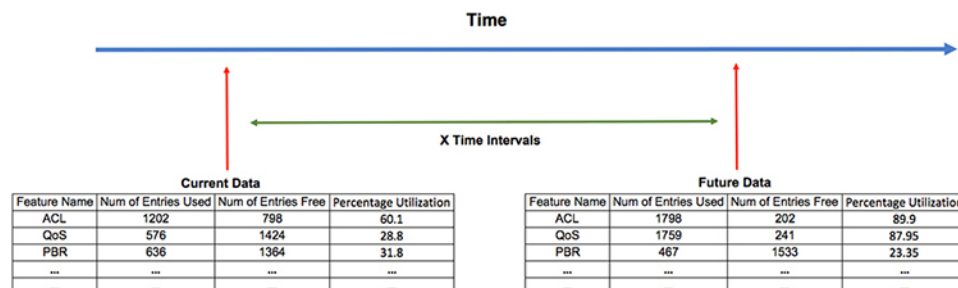 Time
X Time Intervals
Current Data
Feature Name Num of Entries Used Num of Entries Free Percentage Utilization
ACL 1202 798 60.1
QoS 576 1424 28.8
PBR 636 1364 31.8
... ... ... ...
... ... ... ...
Future Data
Feature Name Num of Entries Used Num of Entries Free Percentage Utilization
ACL 1798 202 89.9
QoS 1759 241 87.95
PBR 467 1533 23.35
... ... ... ...
... ... ... ...